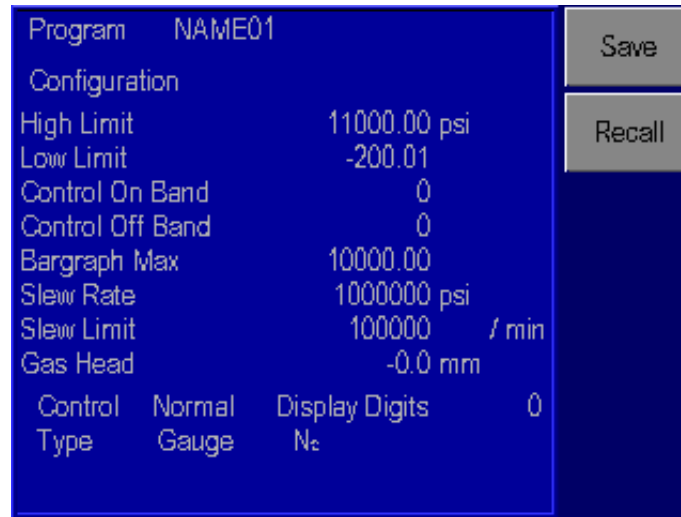 Program NAME01
Configuration
High Limit 11000.00 psi
Low Limit -200.01
Control On Band 0
Control Off Band 0
Bargraph Max 10000.00
Slew Rate 1000000 psi
Slew Limit 100000 / min
Gas Head -0.0 mm
Control Normal Display Digits 0
Type Gauge N₂
Save
Recall